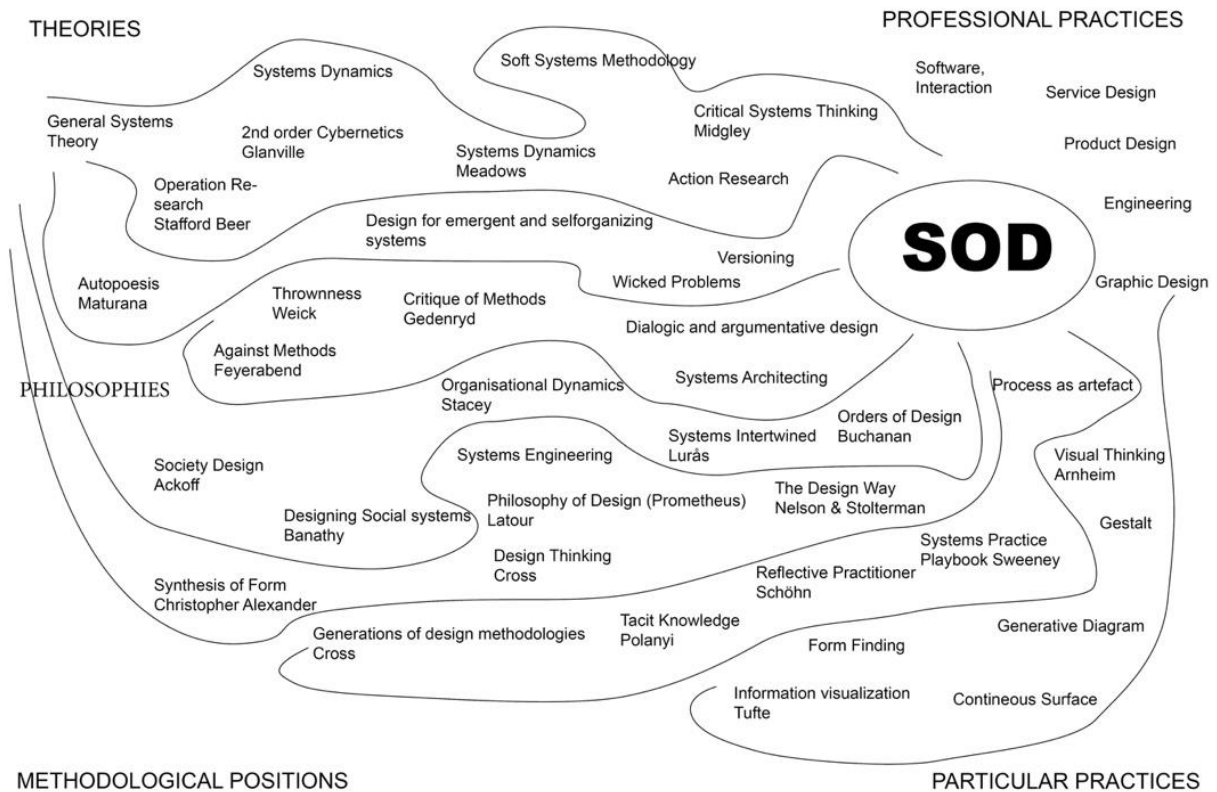 THEORIES
PROFESSIONAL PRACTICES
Systems Dynamics
Soft Systems Methodology
Software,
Interaction
Service Design
General Systems
Theory
2nd order Cybernetics
Glanville
Critical Systems Thinking
Midgley
Product Design
Systems Dynamics
Meadows
Operation Re-
search
Stafford Beer
Action Research
Engineering
Design for emergent and selforganizing
systems
SOD
Versioning
Autopoesis
Maturana
Thrownness
Weick
Critique of Methods
Gedenryd
Wicked Problems
Graphic Design
Dialogic and argumentative design
Against Methods
Feyerabend
PHILOSOPHIES
Organisational Dynamics
Stacey
Systems Architecting
Process as artefact
Orders of Design
Buchanan
Systems Intertwined
Lurås
Systems Engineering
Visual Thinking
Arnheim
Society Design
Ackoff
Philosophy of Design (Prometheus)
Latour
The Design Way
Nelson & Stolterman
Designing Social systems
Banathy
Gestalt
Design Thinking
Cross
Systems Practice
Playbook Sweeney
Reflective Practitioner
Schöhn
Synthesis of Form
Christopher Alexander
Generations of design methodologies
Cross
Tacit Knowledge
Polanyi
Generative Diagram
Form Finding
Information visualization
Tufte
Contineous Surface
METHODOLOGICAL POSITIONS
PARTICULAR PRACTICES